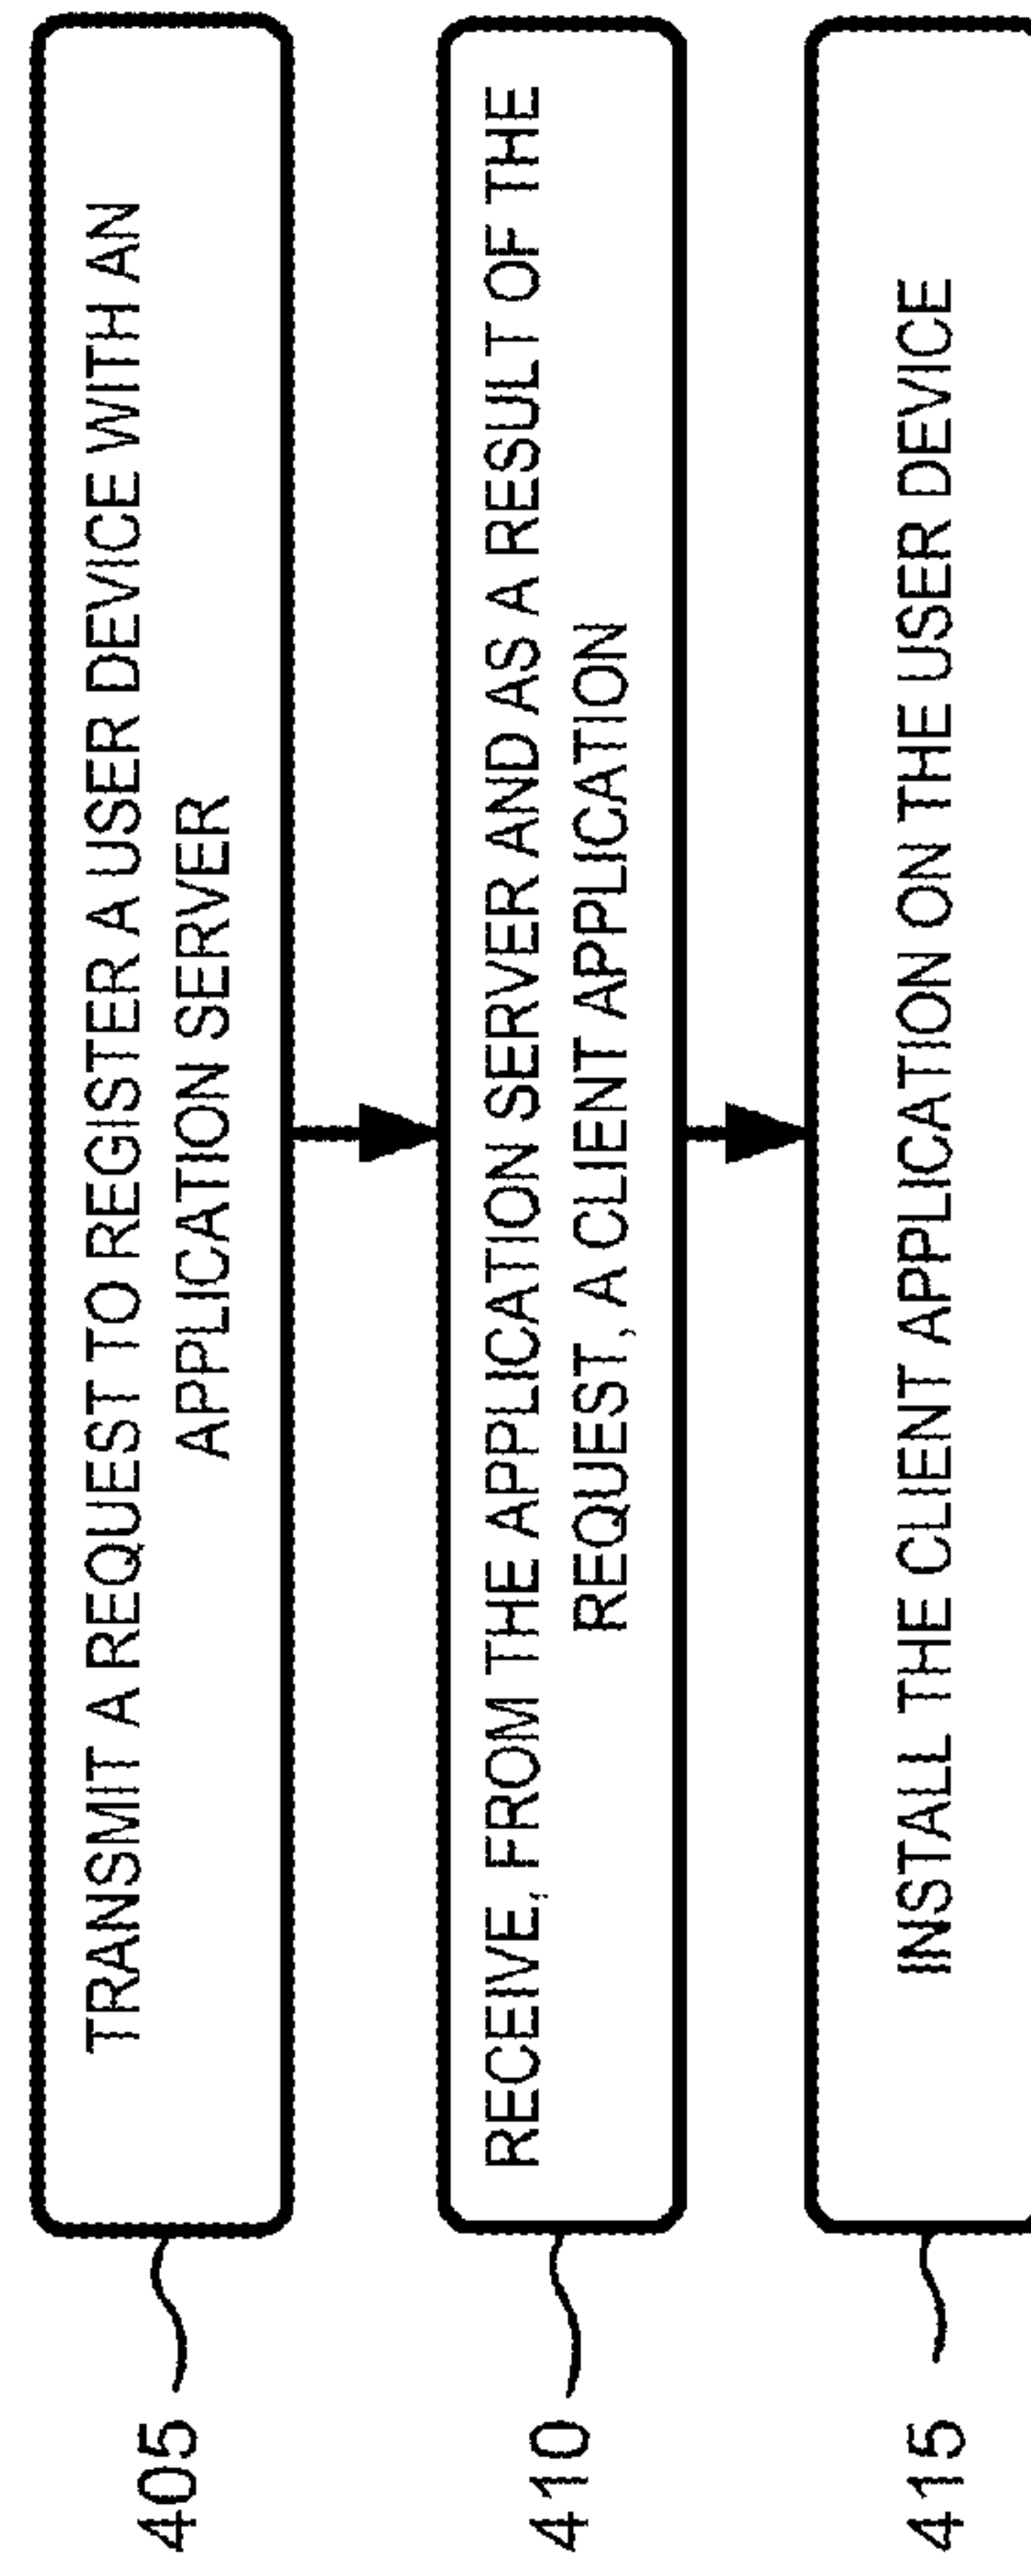 405
TRANSMIT A REQUEST TO REGISTER A USER DEVICE WITH AN
APPLICATION SERVER
410
RECEIVE, FROM THE APPLICATION SERVER AND AS A RESULT OF THE
REQUEST, A CLIENT APPLICATION
415
INSTALL THE CLIENT APPLICATION ON THE USER DEVICE